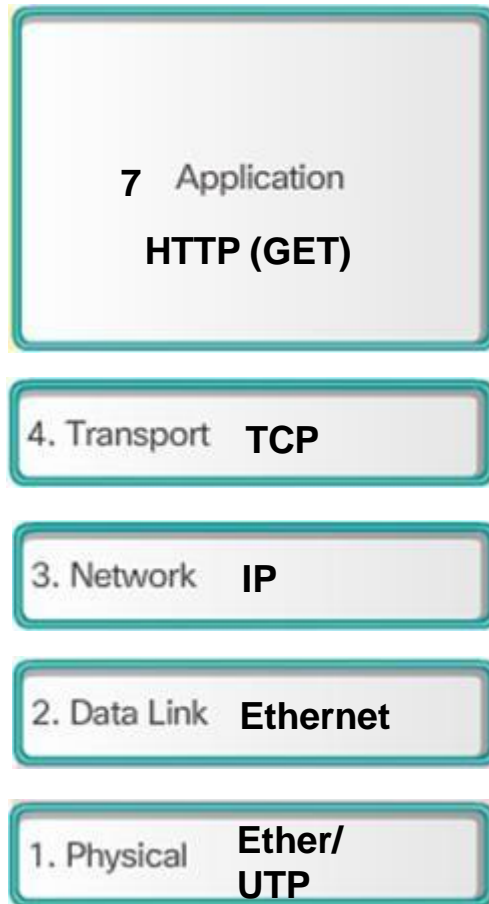 7 Application
HTTP (GET)
4. Transport TCP
3. Network IP
2. Data Link Ethernet
1. Physical Ether/
UTP